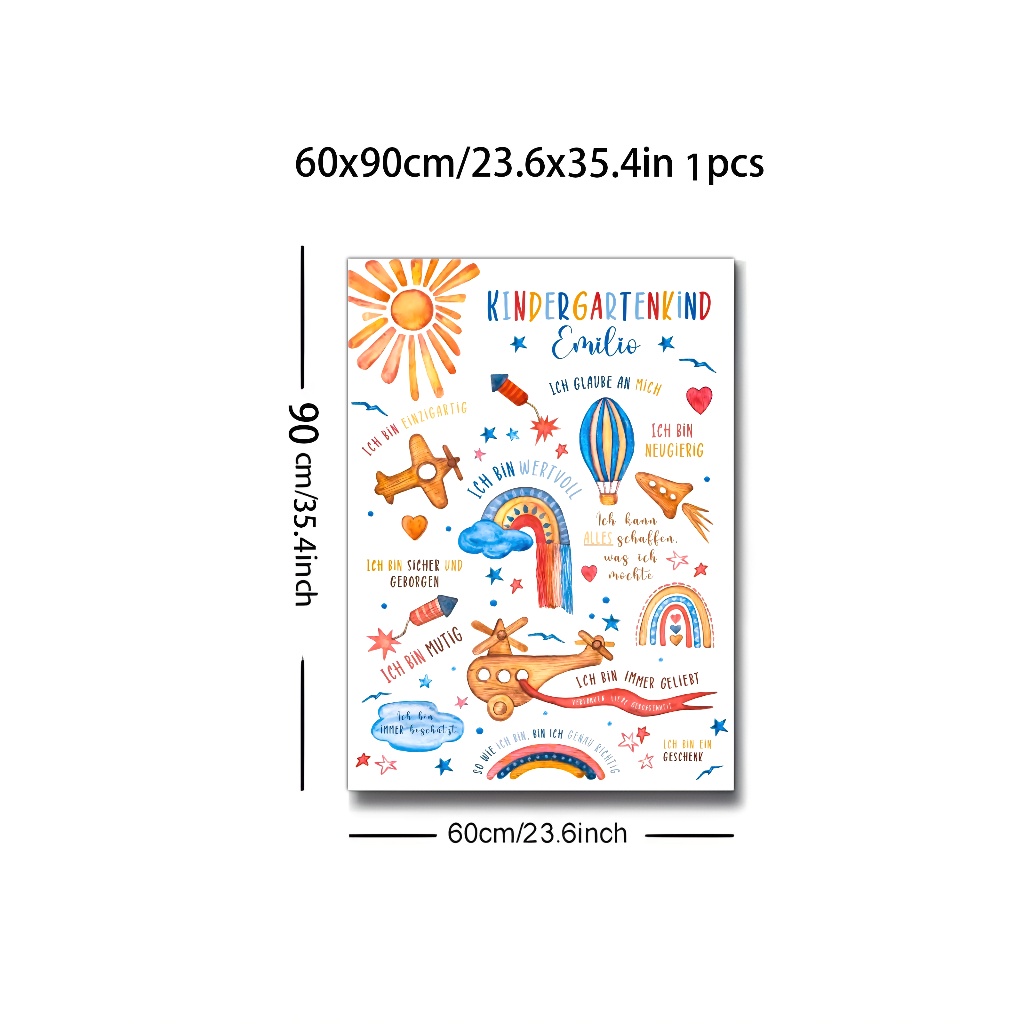 60x90cm/23.6x35.4in 1pcs
90 cm/35.4inch
KINDERGARTENKIND
Emilio
ICH GLAUBE AN MICH
ICH BIN EINZIGARTIG
ICH BIN
NEUGIERIG
ICH BIN WERTVOLL
Ich kann
ALLES schaffen,
was ich
möchte
ICH BIN SICHER UND
GEBORGEN
ICH BIN MUTIG
ICH BIN IMMER GELIEBT
Ich bin
IMMER beschützt
SO WIE ICH BIN, BIN ICH GENAU RICHTIG
ICH BIN EIN
GESCHENK
60cm/23.6inch